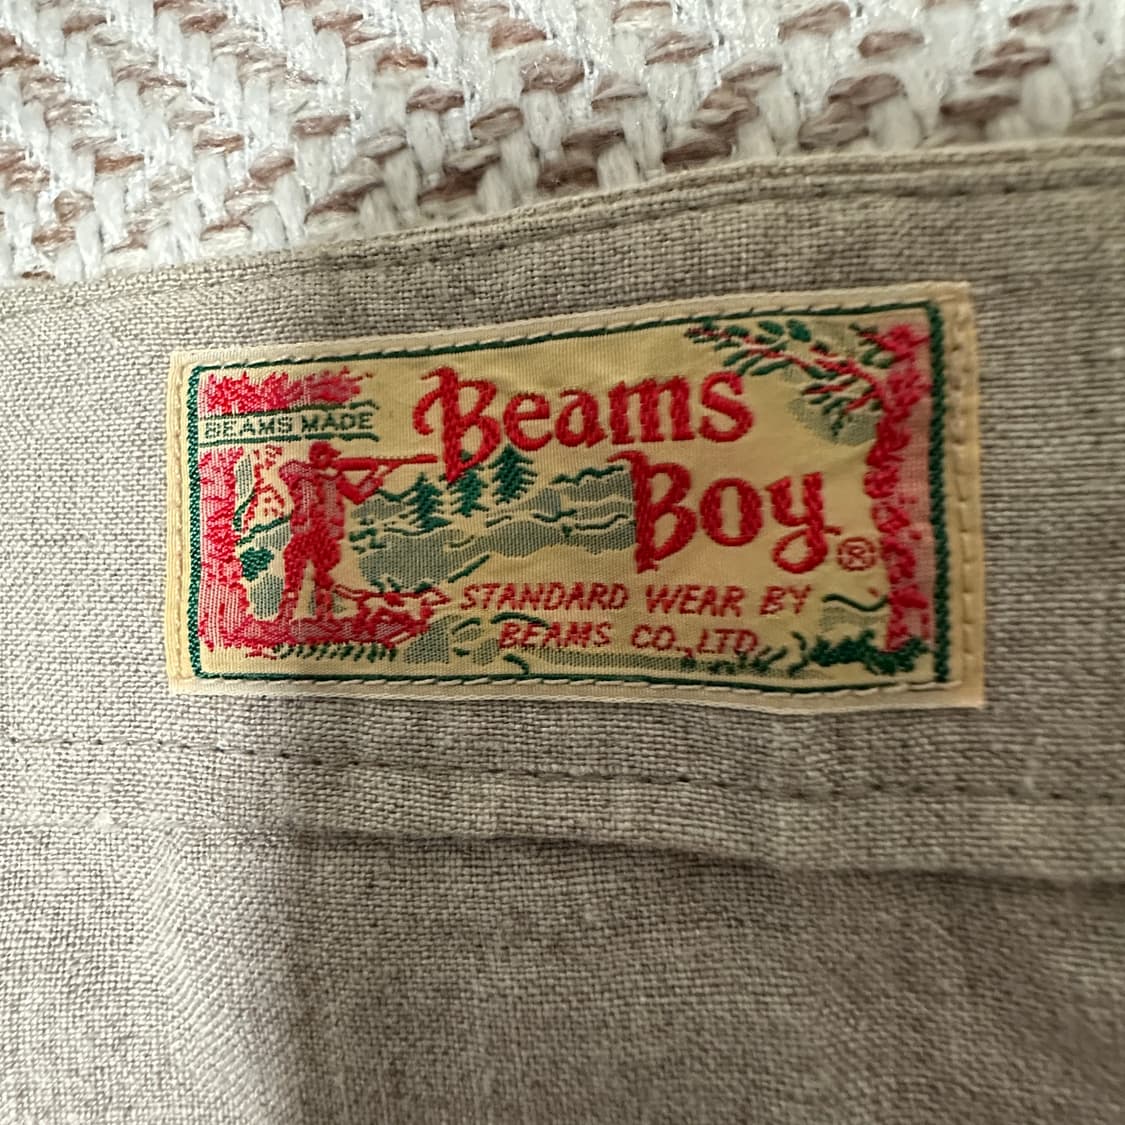 BEAMS MADE
Beams
Boy
®
STANDARD WEAR BY
BEAMS CO.,LTD.